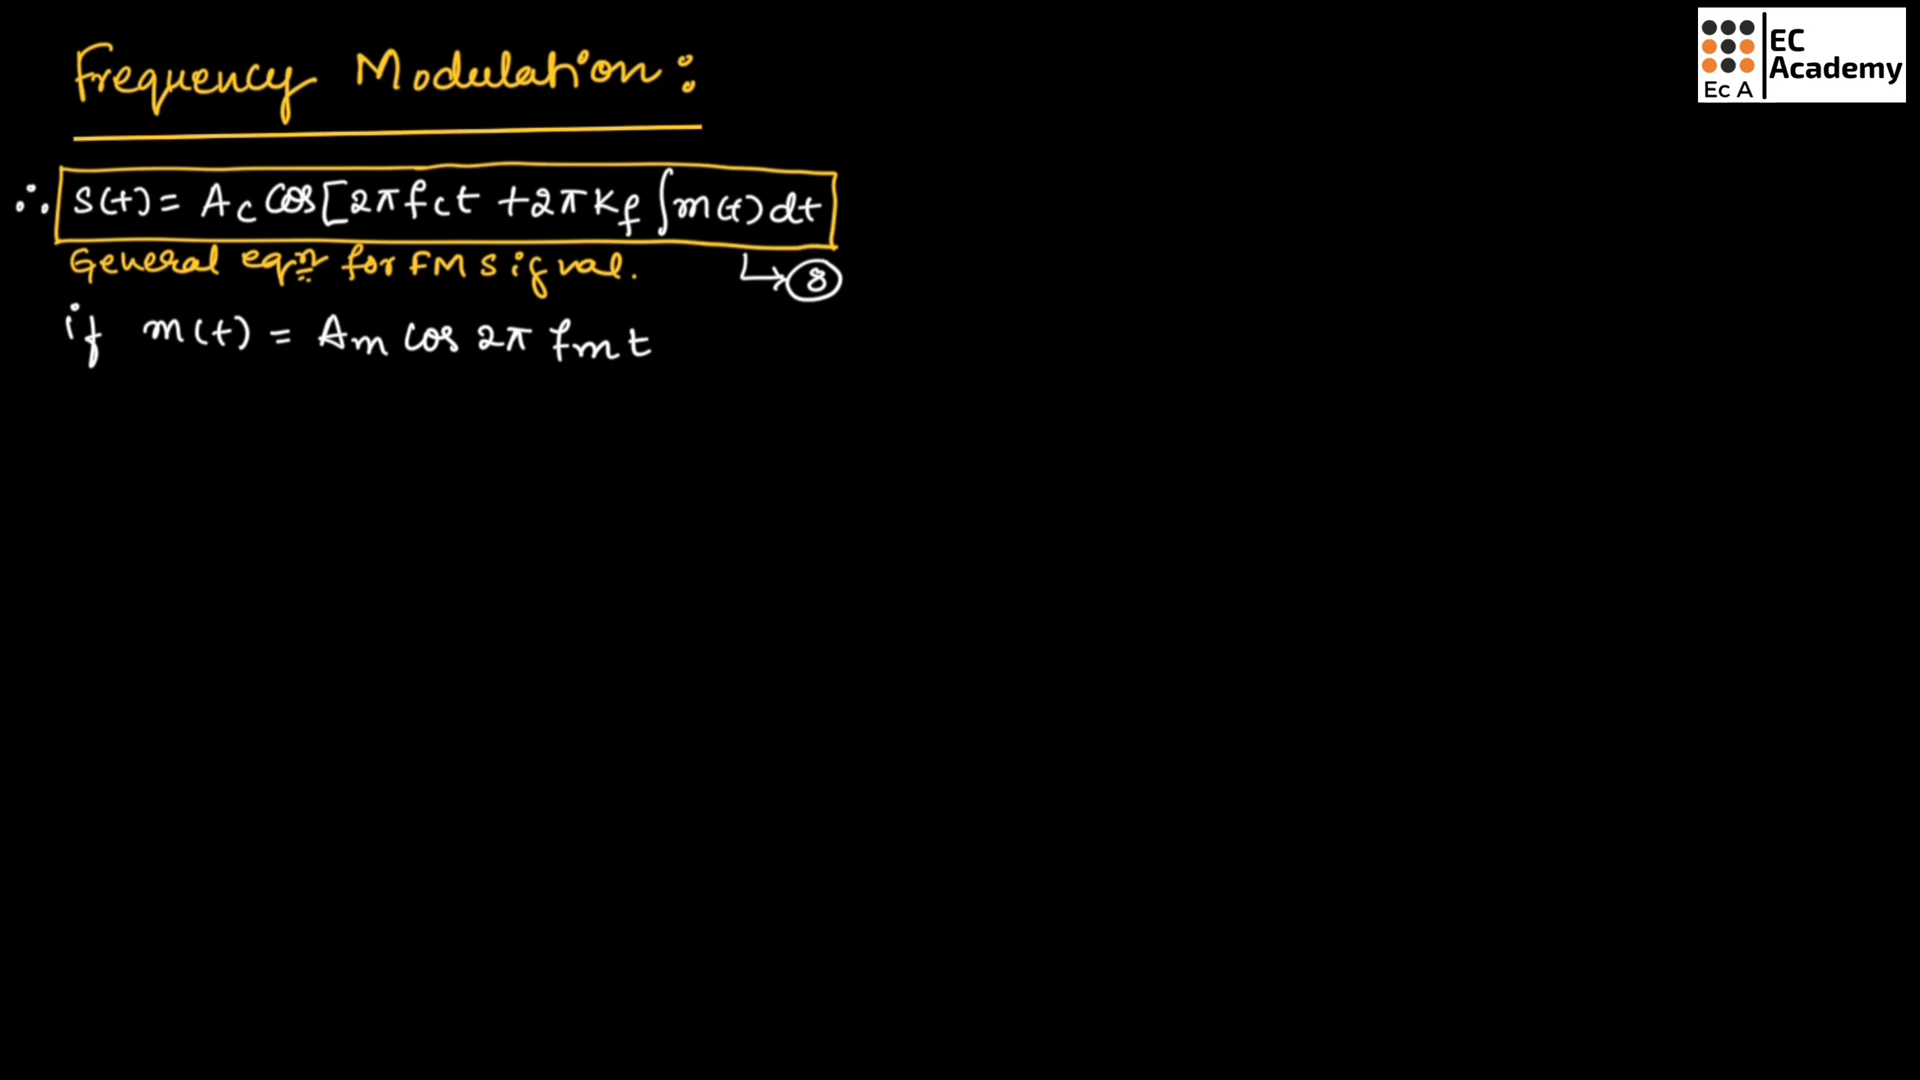 Frequency Modulation:
EC Academy
Ec A
∴ S(t) = Ac Cos[2πfct + 2πKf ∫m(t)dt
General eqn for FM signal.
↳ 8
if m(t) = Am cos 2π fmt